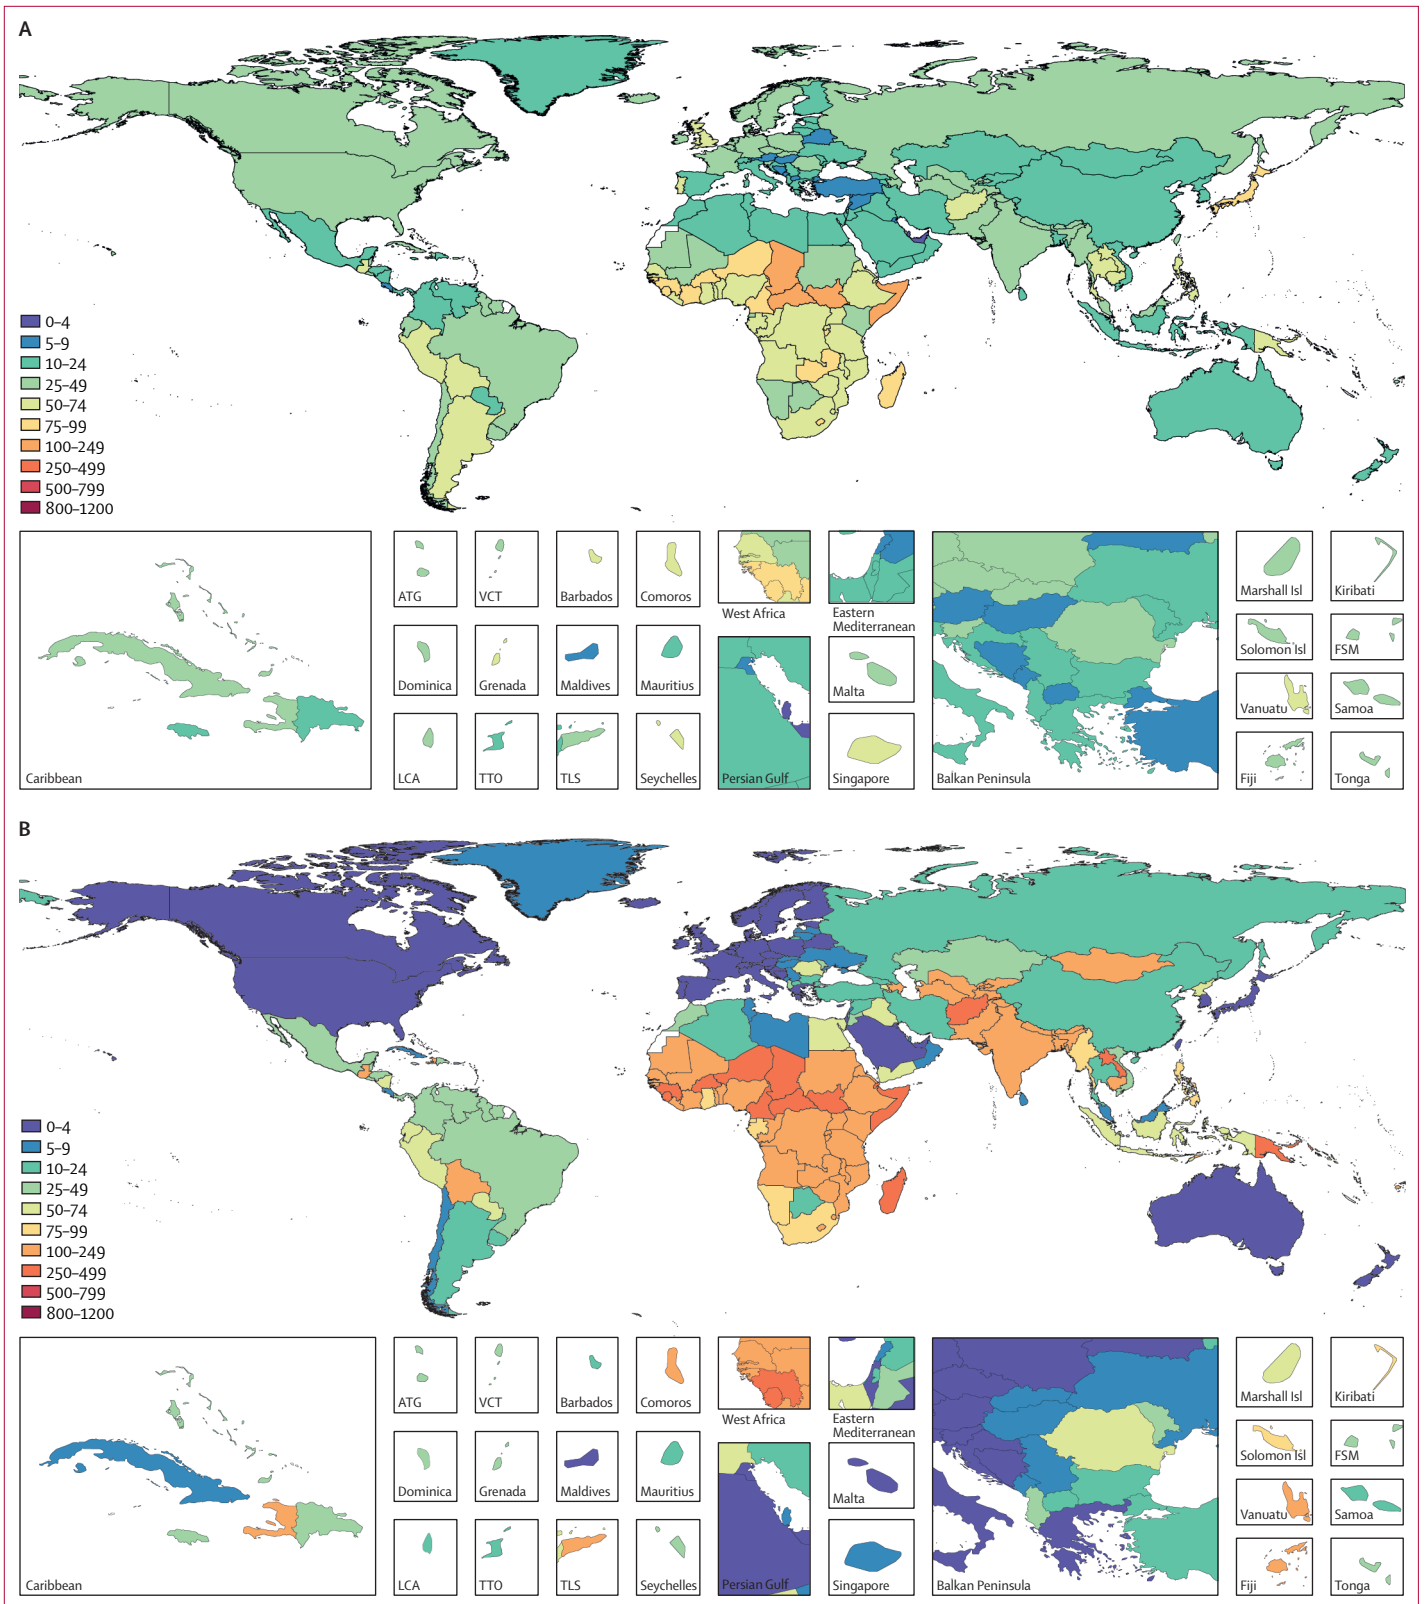 A
0–4
5–9
10–24
25–49
50–74
75–99
100–249
250–499
500–799
800–1200
Caribbean
ATG
VCT
Barbados
Comoros
West Africa
Eastern
Mediterranean
Dominica
Grenada
Maldives
Mauritius
Malta
LCA
TTO
TLS
Seychelles
Persian Gulf
Singapore
Balkan Peninsula
Marshall Isl
Kiribati
Solomon Isl
FSM
Vanuatu
Samoa
Fiji
Tonga
B
0–4
5–9
10–24
25–49
50–74
75–99
100–249
250–499
500–799
800–1200
Caribbean
ATG
VCT
Barbados
Comoros
West Africa
Eastern
Mediterranean
Dominica
Grenada
Maldives
Mauritius
Malta
LCA
TTO
TLS
Seychelles
Persian Gulf
Singapore
Balkan Peninsula
Marshall Isl
Kiribati
Solomon Isl
FSM
Vanuatu
Samoa
Fiji
Tonga